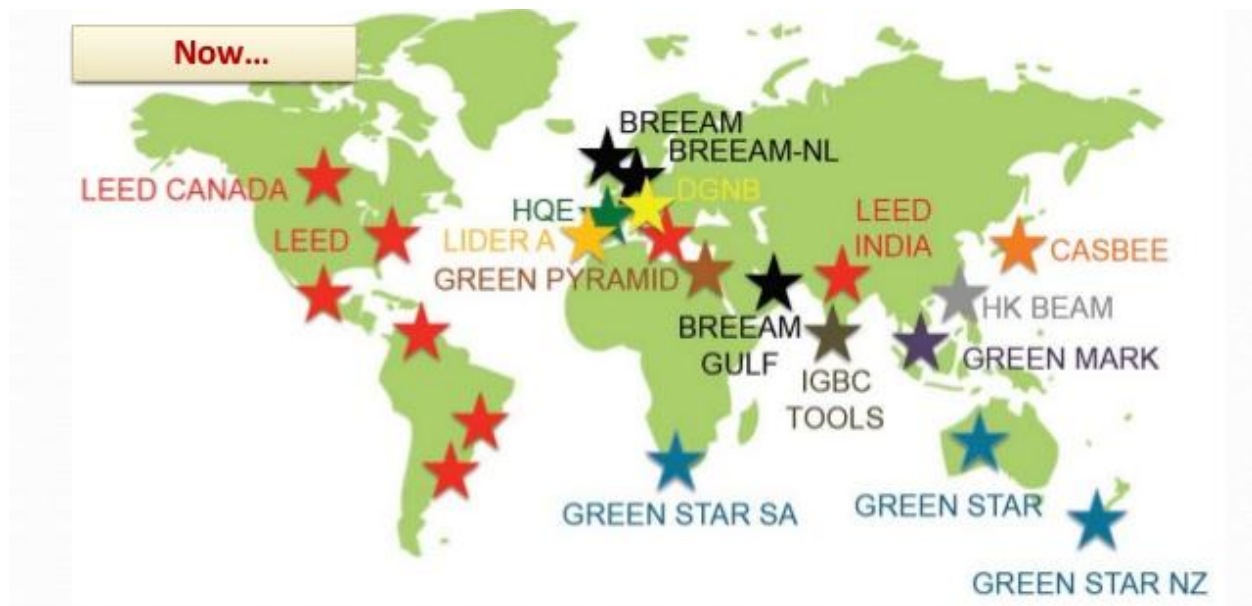 Now...
BREEAM
BREEAM-NL
LEED CANADA
DGNB
HQE
LEED
INDIA
LEED
LIDER A
CASBEE
GREEN PYRAMID
HK BEAM
BREEAM
GULF
GREEN MARK
IGBC
TOOLS
GREEN STAR SA
GREEN STAR
GREEN STAR NZ